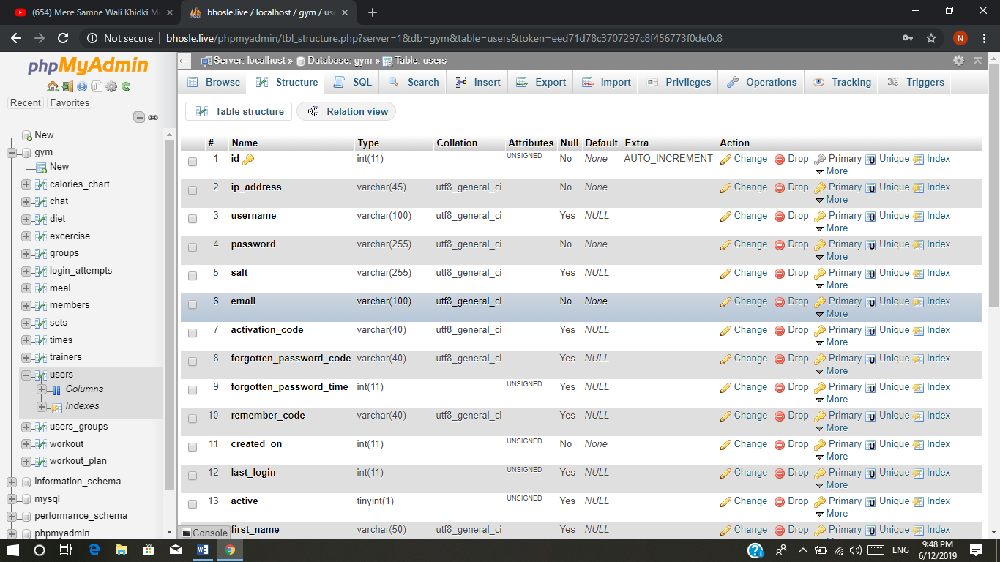 (654) Mere Samne Wali Khidki M
bhosle.live / localhost / gym / use
Not secure | bhosle.live/phpmyadmin/tbl_structure.php?server=1&db=gym&table=users&token=eed71d78c3707297c8f456773f0de0c8
N
phpMyAdmin
Recent Favorites
New
gym
New
calories_chart
chat
diet
excercise
groups
login_attempts
meal
members
sets
times
trainers
users
Columns
Indexes
users_groups
workout
workout_plan
information_schema
mysql
performance_schema
phpmyadmin
Server: localhost » Database: gym » Table: users
Browse Structure SQL Search Insert Export Import Privileges Operations Tracking Triggers
Table structure Relation view
# Name Type Collation Attributes Null Default Extra Action
1 id int(11) UNSIGNED No None AUTO_INCREMENT Change Drop Primary Unique Index
More
2 ip_address varchar(45) utf8_general_ci No None Change Drop Primary Unique Index
More
3 username varchar(100) utf8_general_ci Yes NULL Change Drop Primary Unique Index
More
4 password varchar(255) utf8_general_ci No None Change Drop Primary Unique Index
More
5 salt varchar(255) utf8_general_ci Yes NULL Change Drop Primary Unique Index
More
6 email varchar(100) utf8_general_ci No None Change Drop Primary Unique Index
More
7 activation_code varchar(40) utf8_general_ci Yes NULL Change Drop Primary Unique Index
More
8 forgotten_password_code varchar(40) utf8_general_ci Yes NULL Change Drop Primary Unique Index
More
9 forgotten_password_time int(11) UNSIGNED Yes NULL Change Drop Primary Unique Index
More
10 remember_code varchar(40) utf8_general_ci Yes NULL Change Drop Primary Unique Index
More
11 created_on int(11) UNSIGNED No None Change Drop Primary Unique Index
More
12 last_login int(11) UNSIGNED Yes NULL Change Drop Primary Unique Index
More
13 active tinyint(1) UNSIGNED Yes NULL Change Drop Primary Unique Index
More
first_name varchar(50) utf8_general_ci Yes NULL Change Drop Primary Unique Index
Console
ENG
9:48 PM
6/12/2019